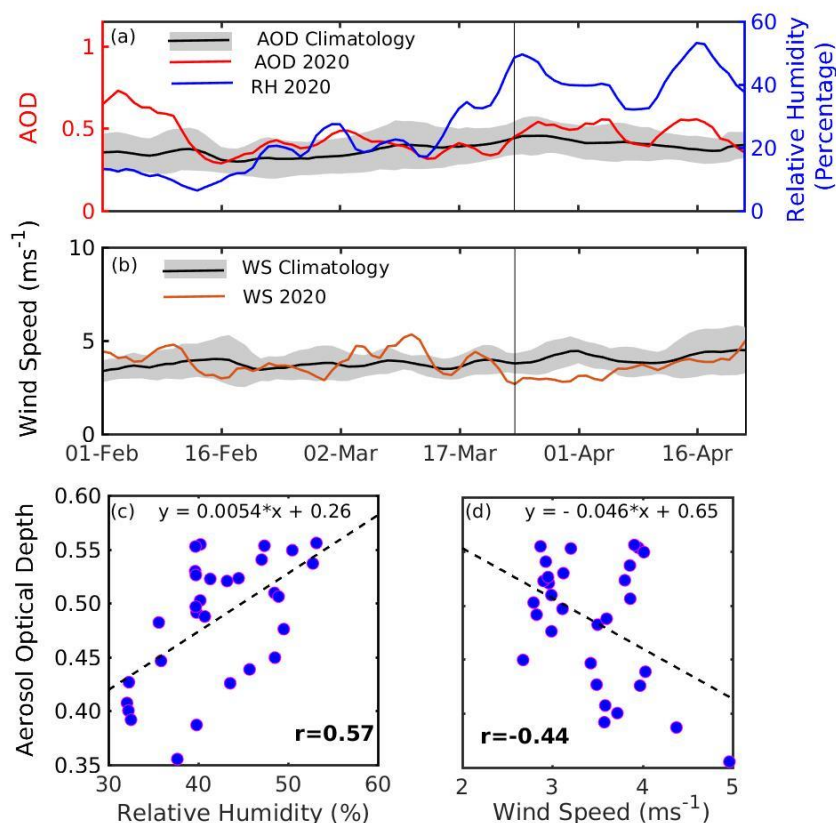 (a)
AOD Climatology
AOD 2020
RH 2020
1
0.5
0
AOD
60
40
20
0
Relative Humidity
(Percentage)
(b)
WS Climatology
WS 2020
10
5
0
Wind Speed (ms⁻¹)
01-Feb 16-Feb 02-Mar 17-Mar 01-Apr 16-Apr
(c) y = 0.0054*x + 0.26
r=0.57
0.60
0.55
0.50
0.45
0.40
0.35
Aerosol Optical Depth
30 40 50 60
Relative Humidity (%)
(d) y = - 0.046*x + 0.65
r=-0.44
2 3 4 5
Wind Speed (ms⁻¹)